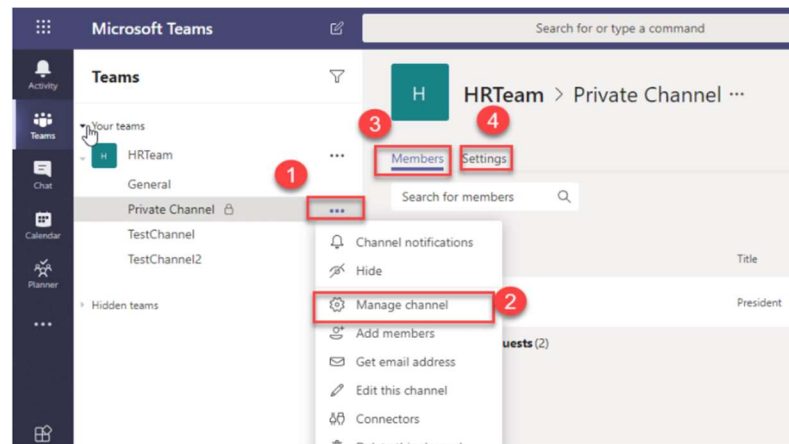 Microsoft Teams
Search for or type a command
Activity
Teams
Chat
Calendar
Planner
Teams
Your teams
H HRTeam
General
Private Channel
TestChannel
TestChannel2
Hidden teams
H
HRTeam > Private Channel
3
4
Members Settings
Search for members
1
Channel notifications
Hide
Manage channel
2
Add members
Get email address
Edit this channel
Connectors
Title
President
uests (2)